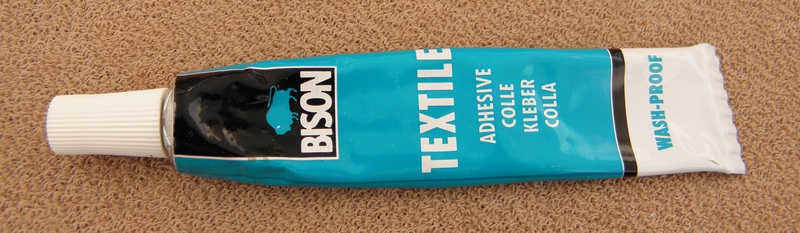 BISON
TEXTILE
ADHESIVE
COLLE
KLEBER
COLLA
WASH-PROOF